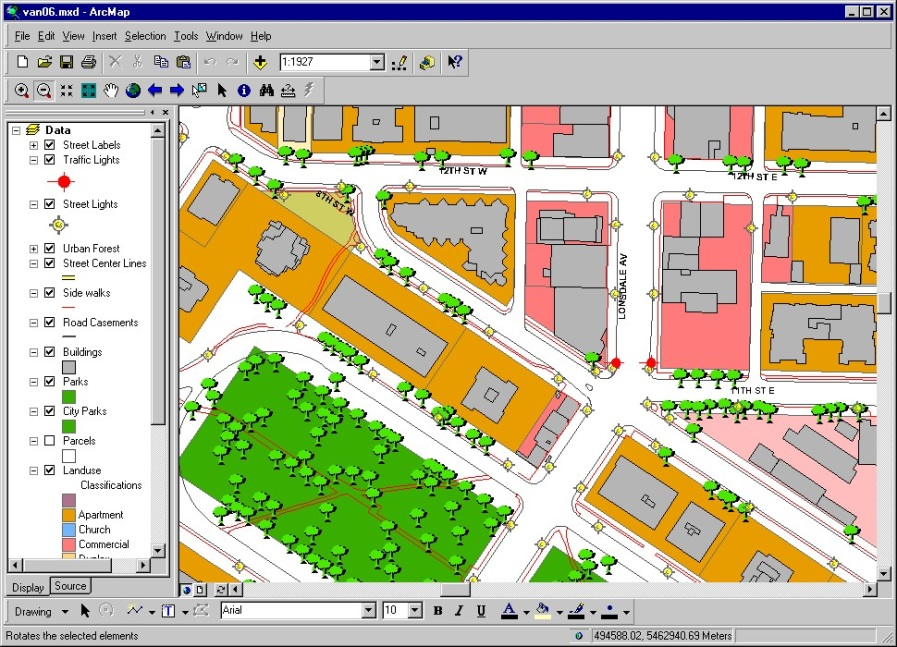 van06.mxd - ArcMap
File Edit View Insert Selection Tools Window Help
1:1927
Data
Street Labels
Traffic Lights
Street Lights
Urban Forest
Street Center Lines
Side walks
Road Casements
Buildings
Parks
City Parks
Parcels
Landuse
Classifications
Apartment
Church
Commercial
12TH ST W
12TH ST E
8TH ST W
LONSDALE AV
11TH ST E
Display Source
Drawing Arial 10 B I U A
Rotates the selected elements
494588.02, 5462940.69 Meters